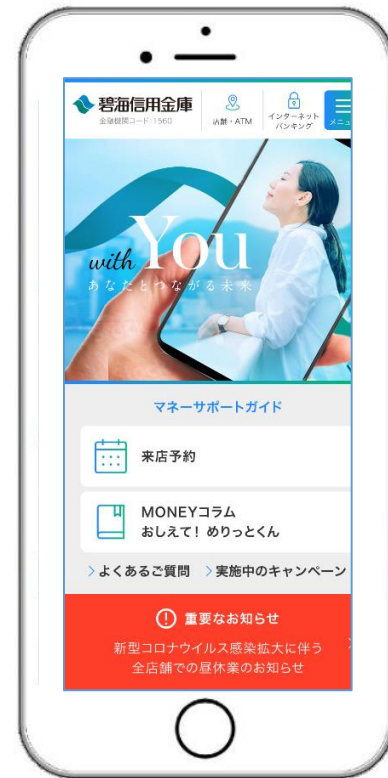 碧海信用金庫
金融機関コード:1560
店舗・ATM
インターネット
バンキング
メニュ
with You
あなたとつながる未来
マネーサポートガイド
来店予約
MONEYコラム
おしえて! めりっとくん
よくあるご質問
実施中のキャンペーン
重要なお知らせ
新型コロナウイルス感染拡大に伴う
全店舗での昼休業のお知らせ